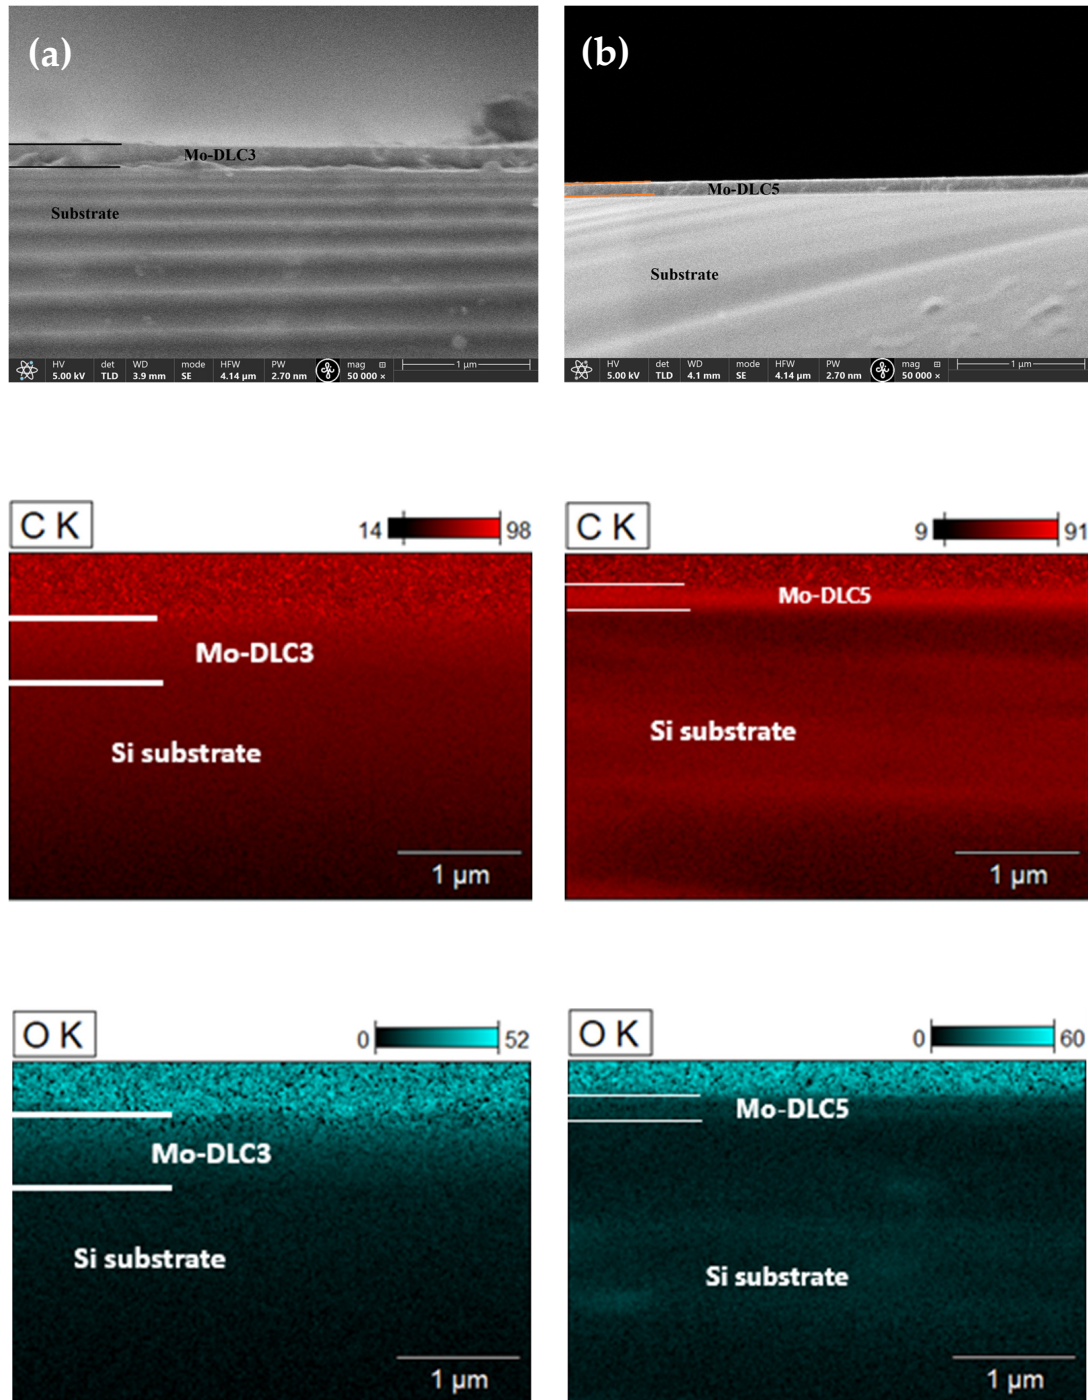 (a)
Mo-DLC3
Substrate
HV det WD mode HFW PW mag
5.00 kV TLD 3.9 mm SE 4.14 µm 2.70 nm 50 000 ×
1 µm
(b)
Mo-DLC5
Substrate
HV det WD mode HFW PW mag
5.00 kV TLD 4.1 mm SE 4.14 µm 2.70 nm 50 000 ×
1 µm
C K
14 98
Mo-DLC3
Si substrate
1 µm
C K
9 91
Mo-DLC5
Si substrate
1 µm
O K
0 52
Mo-DLC3
Si substrate
1 µm
O K
0 60
Mo-DLC5
Si substrate
1 µm